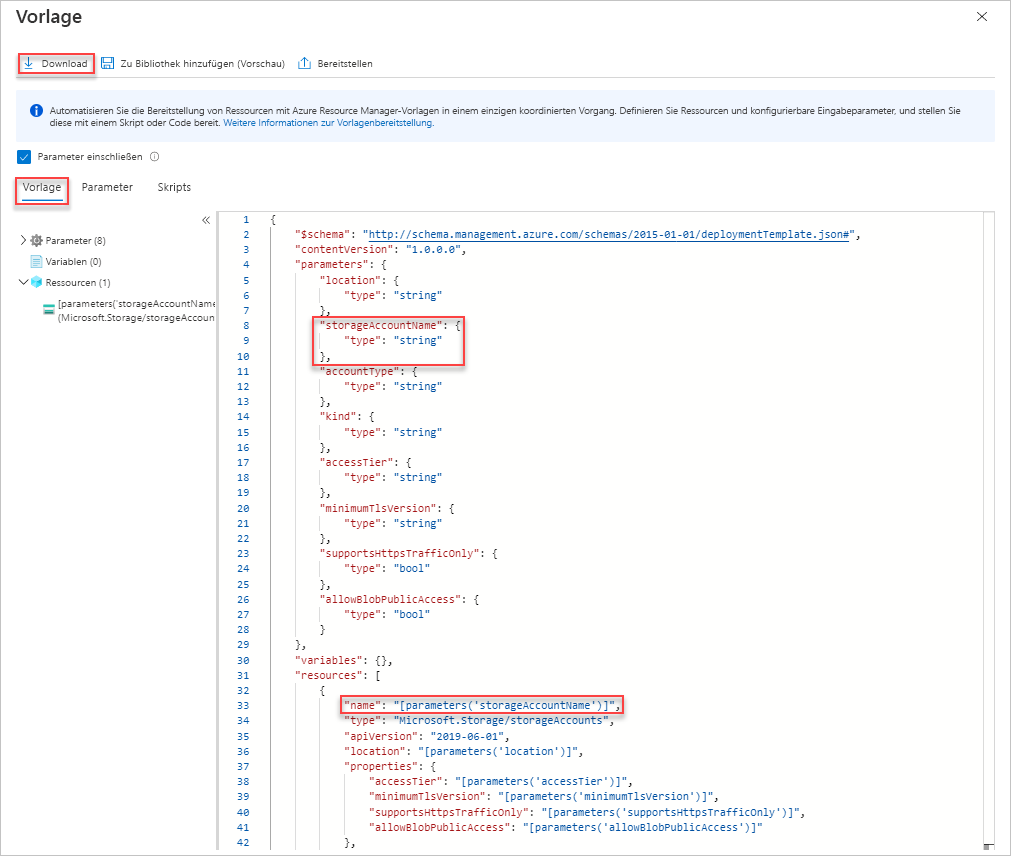 Vorlage
Download Zu Bibliothek hinzufügen (Vorschau) Bereitstellen
Automatisieren Sie die Bereitstellung von Ressourcen mit Azure Resource Manager-Vorlagen in einem einzigen koordinierten Vorgang. Definieren Sie Ressourcen und konfigurierbare Eingabeparameter, und stellen Sie
diese mit einem Skript oder Code bereit. Weitere Informationen zur Vorlagenbereitstellung.
Parameter einschließen
Vorlage Parameter Skripts
Parameter (8)
Variablen (0)
Ressourcen (1)
[parameters('storageAccountName
(Microsoft.Storage/storageAccoun
1 {
2 "$schema": "http://schema.management.azure.com/schemas/2015-01-01/deploymentTemplate.json#",
3 "contentVersion": "1.0.0.0",
4 "parameters": {
5 "location": {
6 "type": "string"
7 },
8 "storageAccountName": {
9 "type": "string"
10 },
11 "accountType": {
12 "type": "string"
13 },
14 "kind": {
15 "type": "string"
16 },
17 "accessTier": {
18 "type": "string"
19 },
20 "minimumTlsVersion": {
21 "type": "string"
22 },
23 "supportsHttpsTrafficOnly": {
24 "type": "bool"
25 },
26 "allowBlobPublicAccess": {
27 "type": "bool"
28 }
29 },
30 "variables": {},
31 "resources": [
32 {
33 "name": "[parameters('storageAccountName')]",
34 "type": "Microsoft.Storage/storageAccounts",
35 "apiVersion": "2019-06-01",
36 "location": "[parameters('location')]",
37 "properties": {
38 "accessTier": "[parameters('accessTier')]",
39 "minimumTlsVersion": "[parameters('minimumTlsVersion')]",
40 "supportsHttpsTrafficOnly": "[parameters('supportsHttpsTrafficOnly')]",
41 "allowBlobPublicAccess": "[parameters('allowBlobPublicAccess')]"
42 },